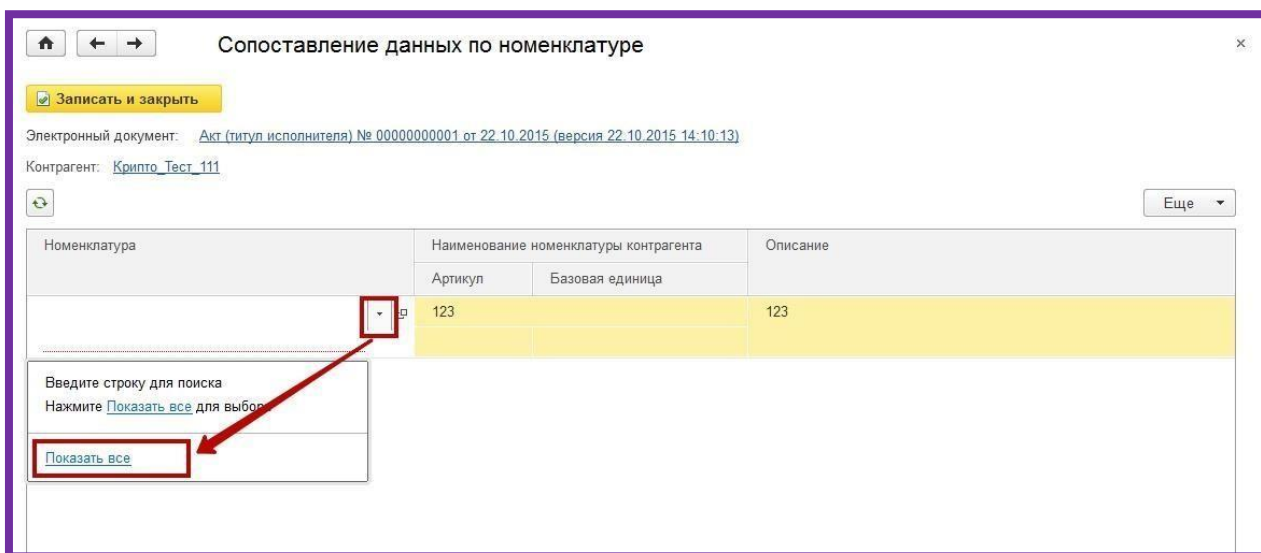 Сопоставление данных по номенклатуре
Записать и закрыть
Электронный документ: Акт (титул исполнителя) № 00000000001 от 22.10.2015 (версия 22.10.2015 14:10:13)
Контрагент: Крипто_Тест_111
Еще
Номенклатура Наименование номенклатуры контрагента Описание
Артикул Базовая единица
123 123
Введите строку для поиска
Нажмите Показать все для выбор
Показать все